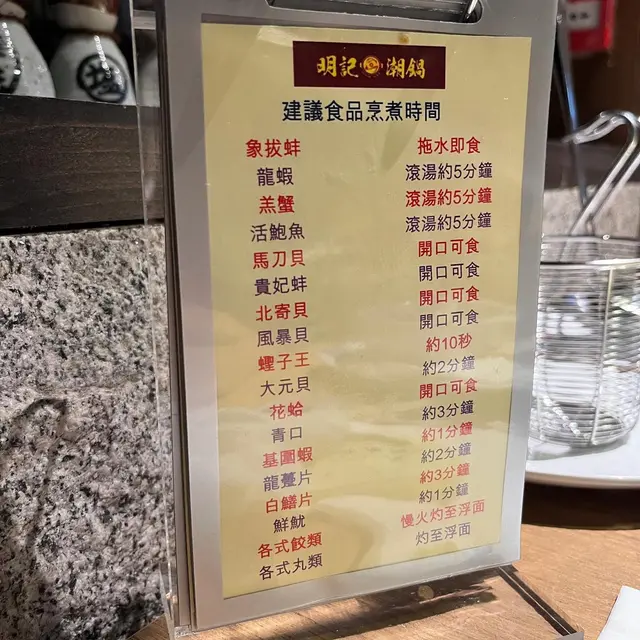 明記 潮鍋
建議食品烹煮時間
象拔蚌 拖水即食
龍蝦 滾湯約5分鐘
羔蟹 滾湯約5分鐘
活鮑魚 滾湯約5分鐘
馬刀貝 開口可食
貴妃蚌 開口可食
北寄貝 開口可食
風暴貝 開口可食
蟶子王 約10秒
大元貝 約2分鐘
花蛤 開口可食
青口 約3分鐘
基圍蝦 約1分鐘
龍躉片 約2分鐘
白鱔片 約3分鐘
鮮魷 約1分鐘
各式餃類 慢火灼至浮面
各式丸類 灼至浮面